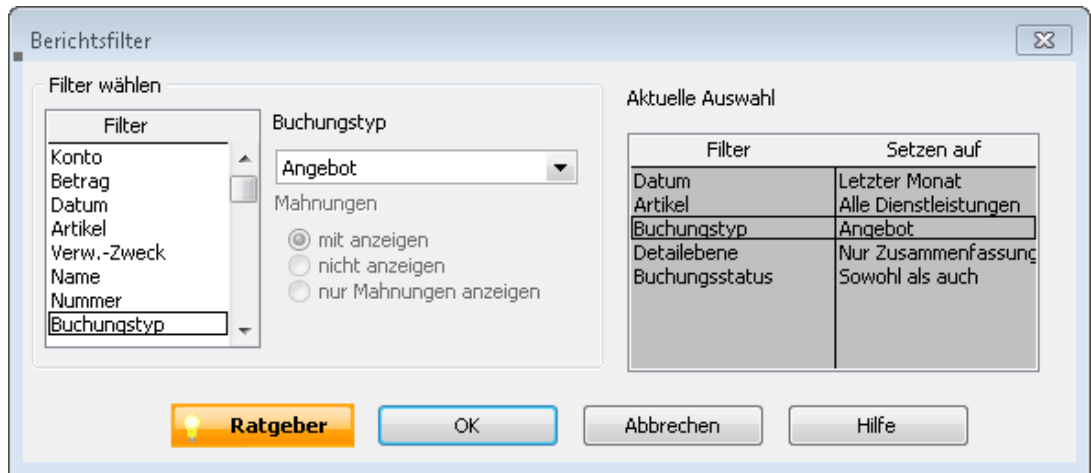 Berichtsfilter
Filter wählen
Filter
Konto
Betrag
Datum
Artikel
Verw.-Zweck
Name
Nummer
Buchungstyp
Buchungstyp
Angebot
Mahnungen
mit anzeigen
nicht anzeigen
nur Mahnungen anzeigen
Aktuelle Auswahl
Filter Setzen auf
Datum Letzter Monat
Artikel Alle Dienstleistungen
Buchungstyp Angebot
Detailebene Nur Zusammenfassung
Buchungsstatus Sowohl als auch
Ratgeber OK Abbrechen Hilfe